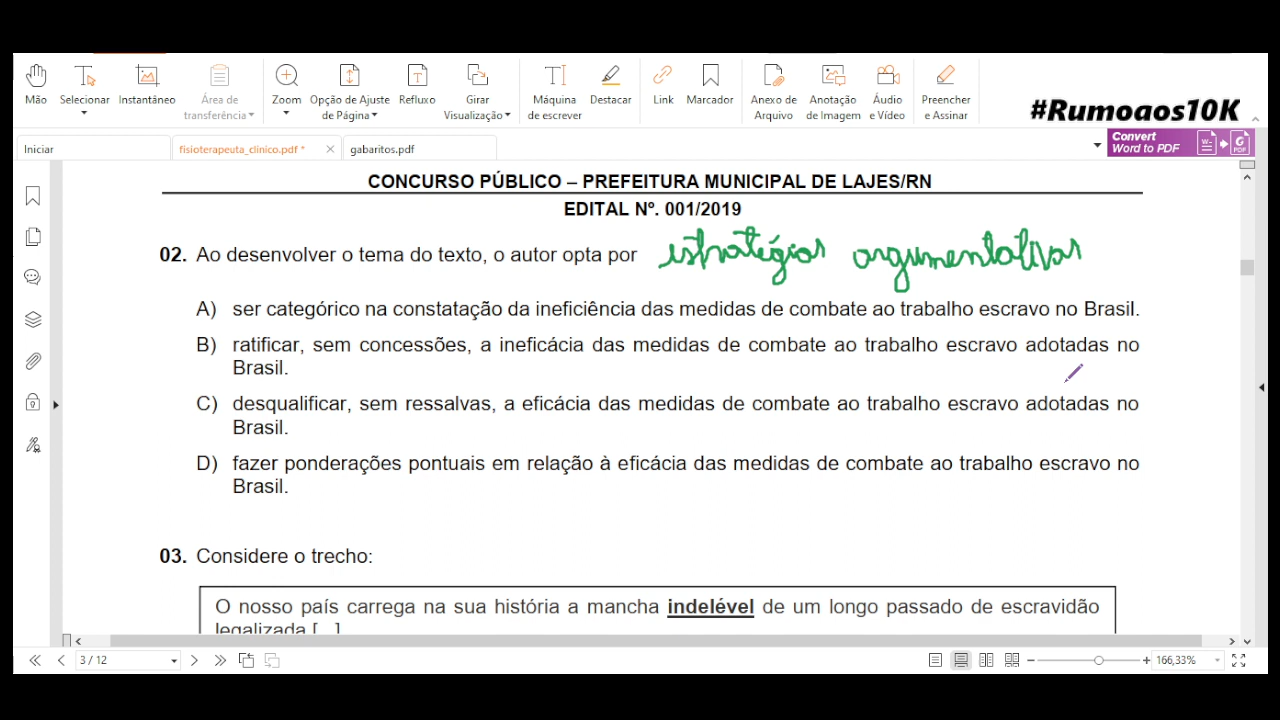 Mão
Selecionar
Instantâneo
Área de
transferência
Zoom
Opção de Ajuste
de Página
Refluxo
Girar
Visualização
Máquina
de escrever
Destacar
Link
Marcador
Anexo de
Arquivo
Anotação
de Imagem
Áudio
e Vídeo
Preencher
e Assinar
#Rumoaos10K
Iniciar
fisioterapeuta_clínico.pdf *
gabaritos.pdf
Convert
Word to PDF
CONCURSO PÚBLICO – PREFEITURA MUNICIPAL DE LAJES/RN
EDITAL Nº. 001/2019
02. Ao desenvolver o tema do texto, o autor opta por estratégias argumentativas
A) ser categórico na constatação da ineficiência das medidas de combate ao trabalho escravo no Brasil.
B) ratificar, sem concessões, a ineficácia das medidas de combate ao trabalho escravo adotadas no
Brasil.
C) desqualificar, sem ressalvas, a eficácia das medidas de combate ao trabalho escravo adotadas no
Brasil.
D) fazer ponderações pontuais em relação à eficácia das medidas de combate ao trabalho escravo no
Brasil.
03. Considere o trecho:
O nosso país carrega na sua história a mancha indelével de um longo passado de escravidão
legalizada [...]
3 / 12
166,33%